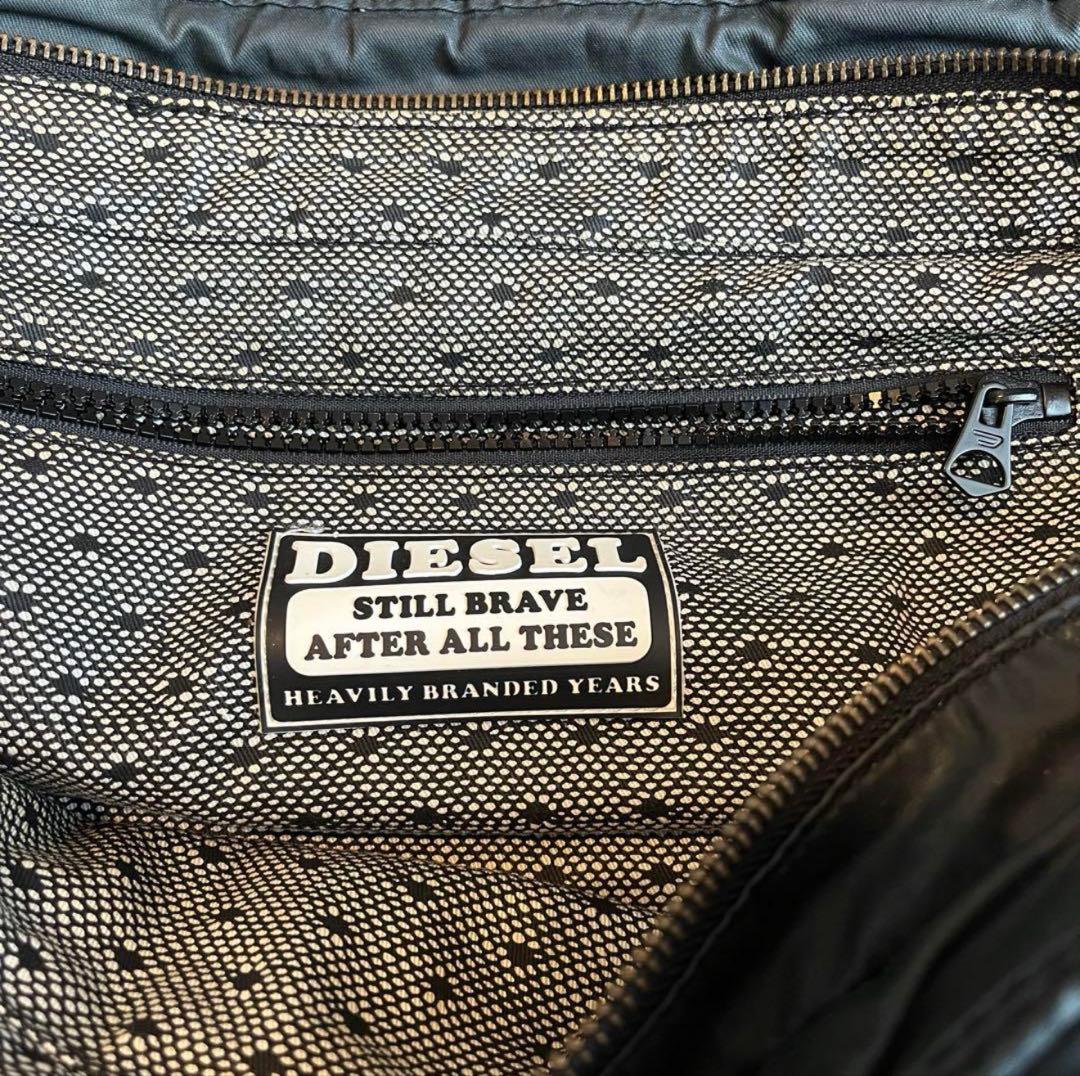 DIESEL
STILL BRAVE
AFTER ALL THESE
HEAVILY BRANDED YEARS